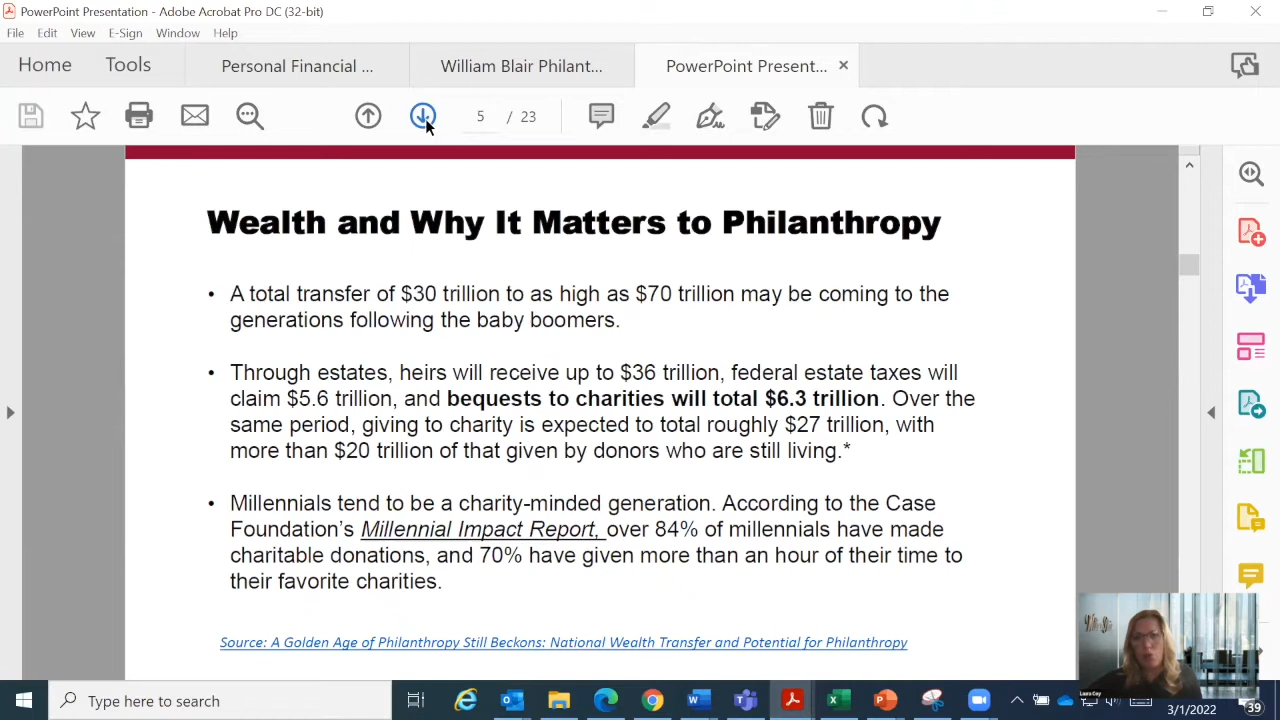 PowerPoint Presentation - Adobe Acrobat Pro DC (32-bit)
File Edit View E-Sign Window Help
Home Tools Personal Financial ... William Blair Philant... PowerPoint Present...
5 / 23
Wealth and Why It Matters to Philanthropy
• A total transfer of $30 trillion to as high as $70 trillion may be coming to the
generations following the baby boomers.
• Through estates, heirs will receive up to $36 trillion, federal estate taxes will
claim $5.6 trillion, and bequests to charities will total $6.3 trillion. Over the
same period, giving to charity is expected to total roughly $27 trillion, with
more than $20 trillion of that given by donors who are still living.*
• Millennials tend to be a charity-minded generation. According to the Case
Foundation’s Millennial Impact Report, over 84% of millennials have made
charitable donations, and 70% have given more than an hour of their time to
their favorite charities.
Source: A Golden Age of Philanthropy Still Beckons: National Wealth Transfer and Potential for Philanthropy
Type here to search
3/1/2022
39